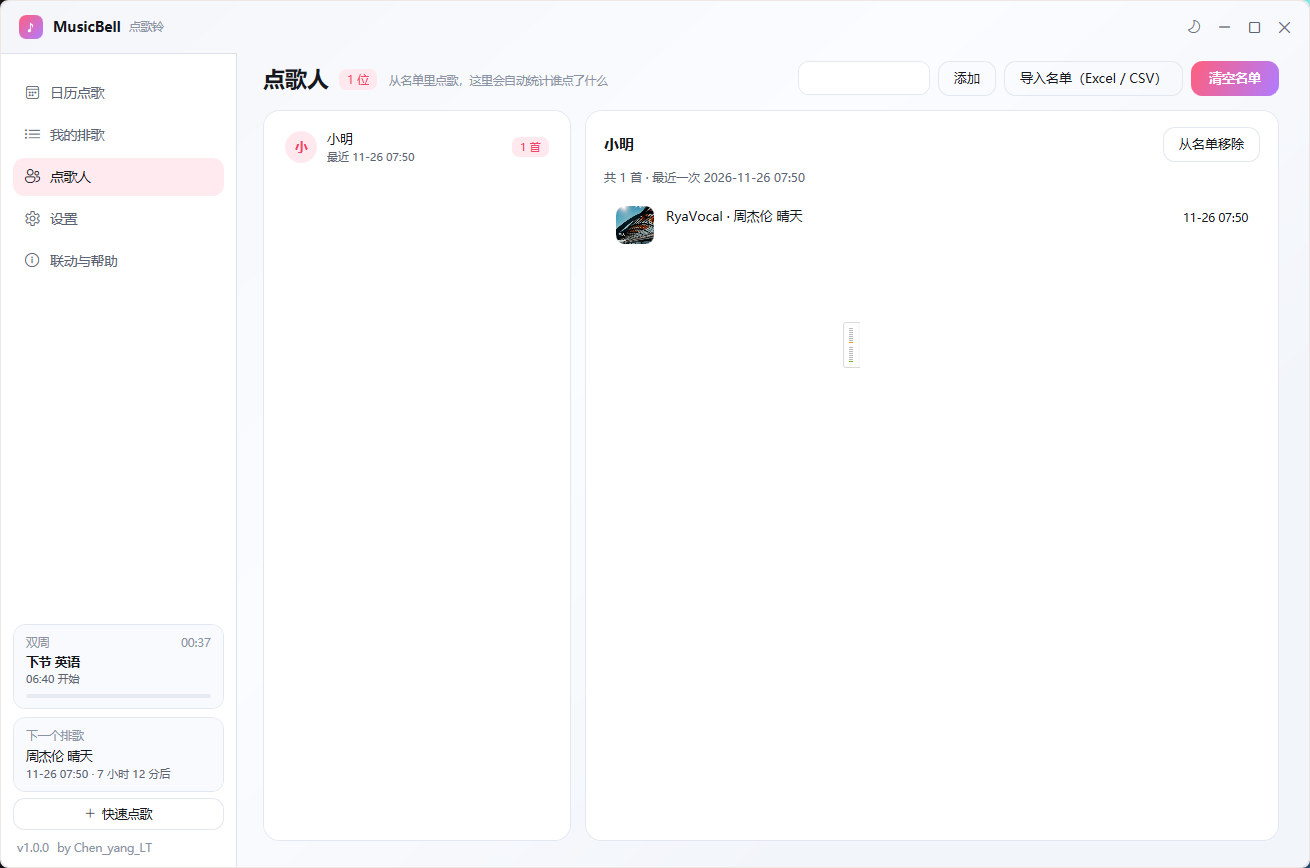 MusicBell 点歌铃
日历点歌
我的排歌
点歌人
设置
联动与帮助
双周 00:37
下节 英语
06:40 开始
下一个排歌
周杰伦 晴天
11-26 07:50 · 7 小时 12 分后
+ 快速点歌
v1.0.0 by Chen_yang_LT
点歌人 1 位 从名单里点歌，这里会自动统计谁点了什么
添加 导入名单（Excel / CSV） 清空名单
小 小明 1 首
最近 11-26 07:50
小明 从名单移除
共 1 首 · 最近一次 2026-11-26 07:50
RyaVocal · 周杰伦 晴天 11-26 07:50